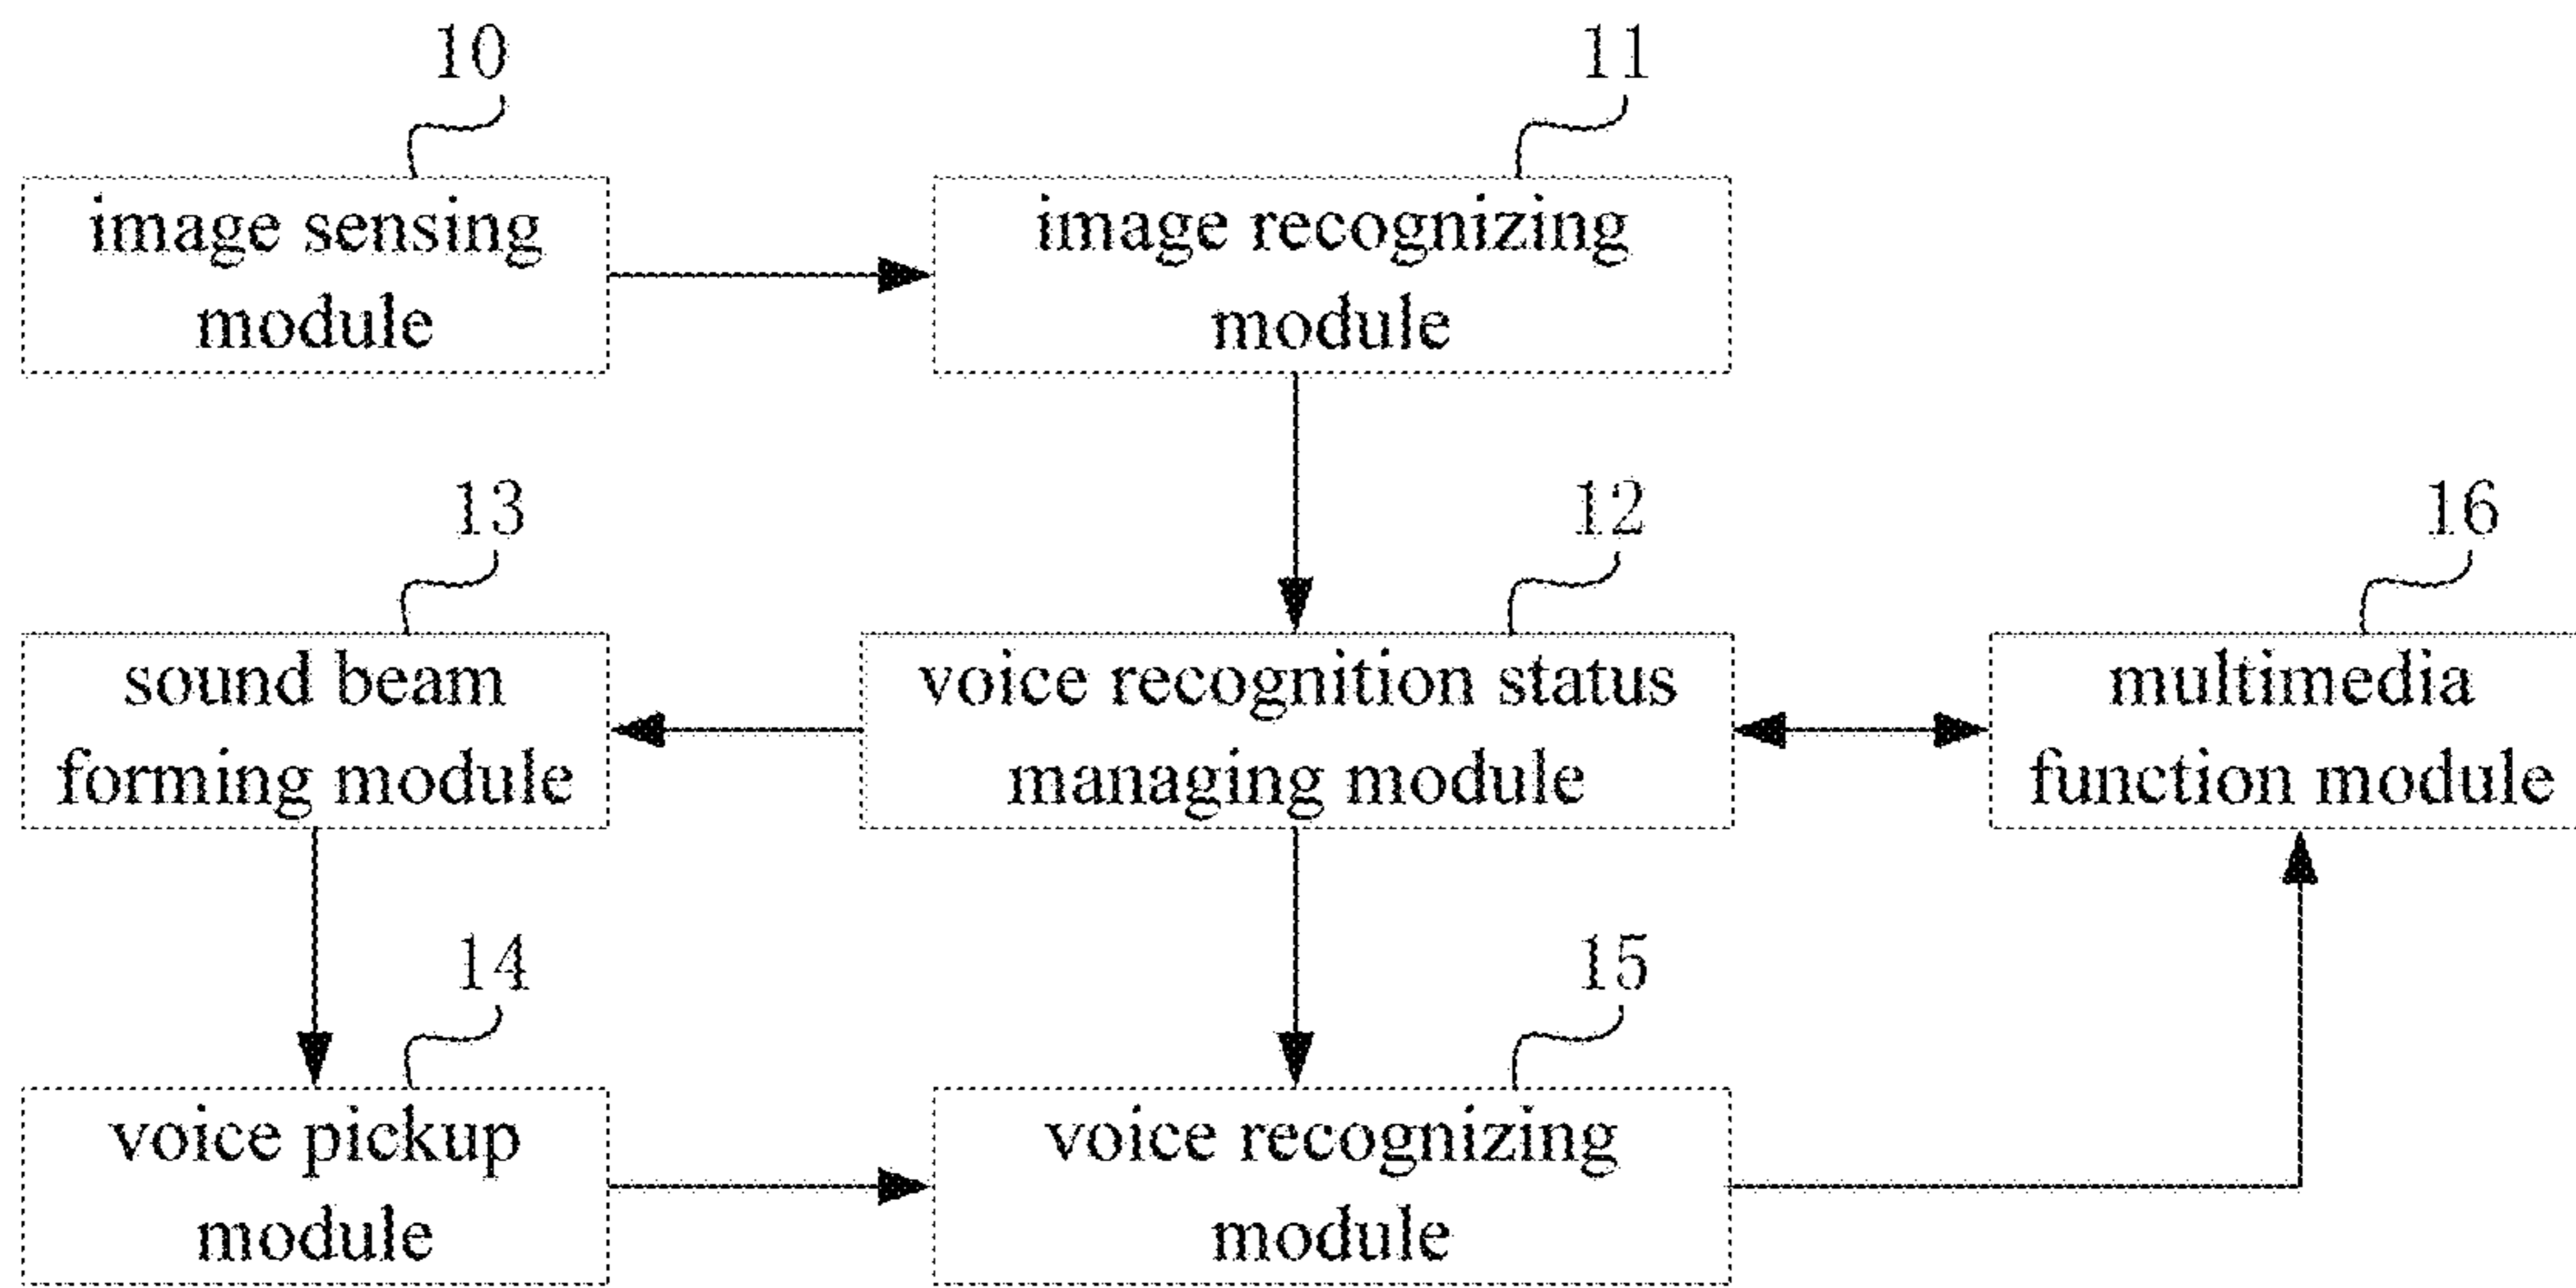 10
11
image sensing
module
image recognizing
module
13
12
16
sound beam
forming module
voice recognition status
managing module
multimedia
function module
14
15
voice pickup
module
voice recognizing
module